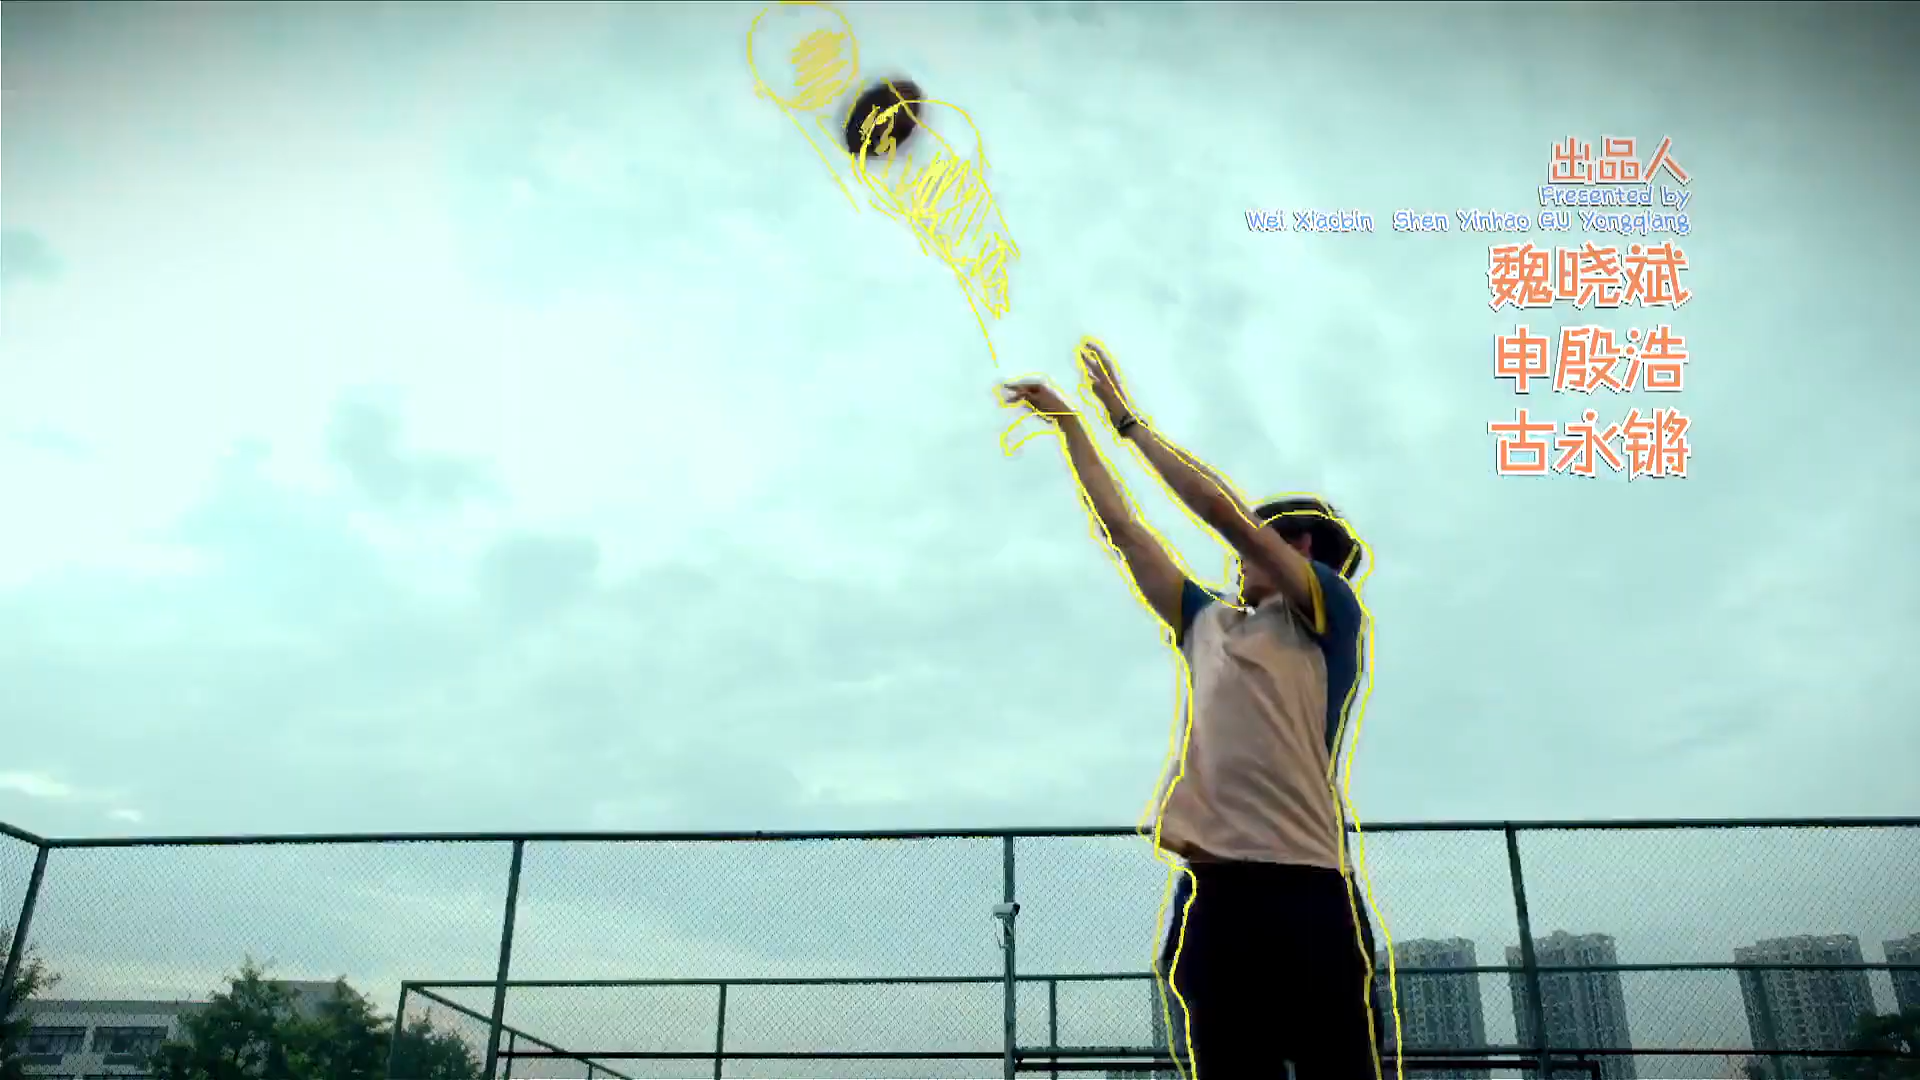 出品人
Presented by
Wei Xiaobin Shen Yinhao GU Yongqiang
魏晓斌
申殷浩
古永锵